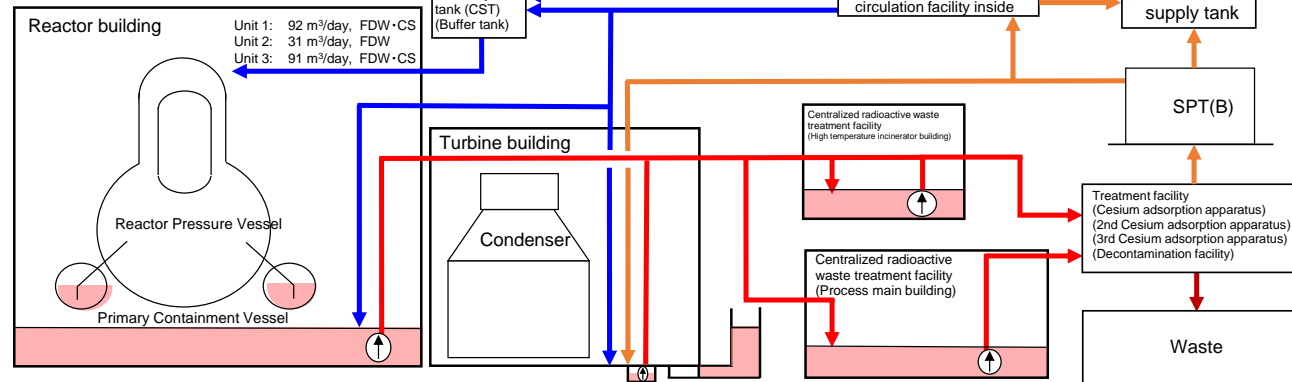 Reactor building
Unit 1: 92 m³/day, FDW・CS
Unit 2: 31 m³/day, FDW
Unit 3: 91 m³/day, FDW・CS
tank (CST)
(Buffer tank)
circulation facility inside
supply tank
SPT(B)
Turbine building
Centralized radioactive waste
treatment facility
(High temperature incinerator building)
Reactor Pressure Vessel
Condenser
Primary Containment Vessel
Centralized radioactive
waste treatment facility
(Process main building)
Treatment facility
(Cesium adsorption apparatus)
(2nd Cesium adsorption apparatus)
(3rd Cesium adsorption apparatus)
(Decontamination facility)
Waste